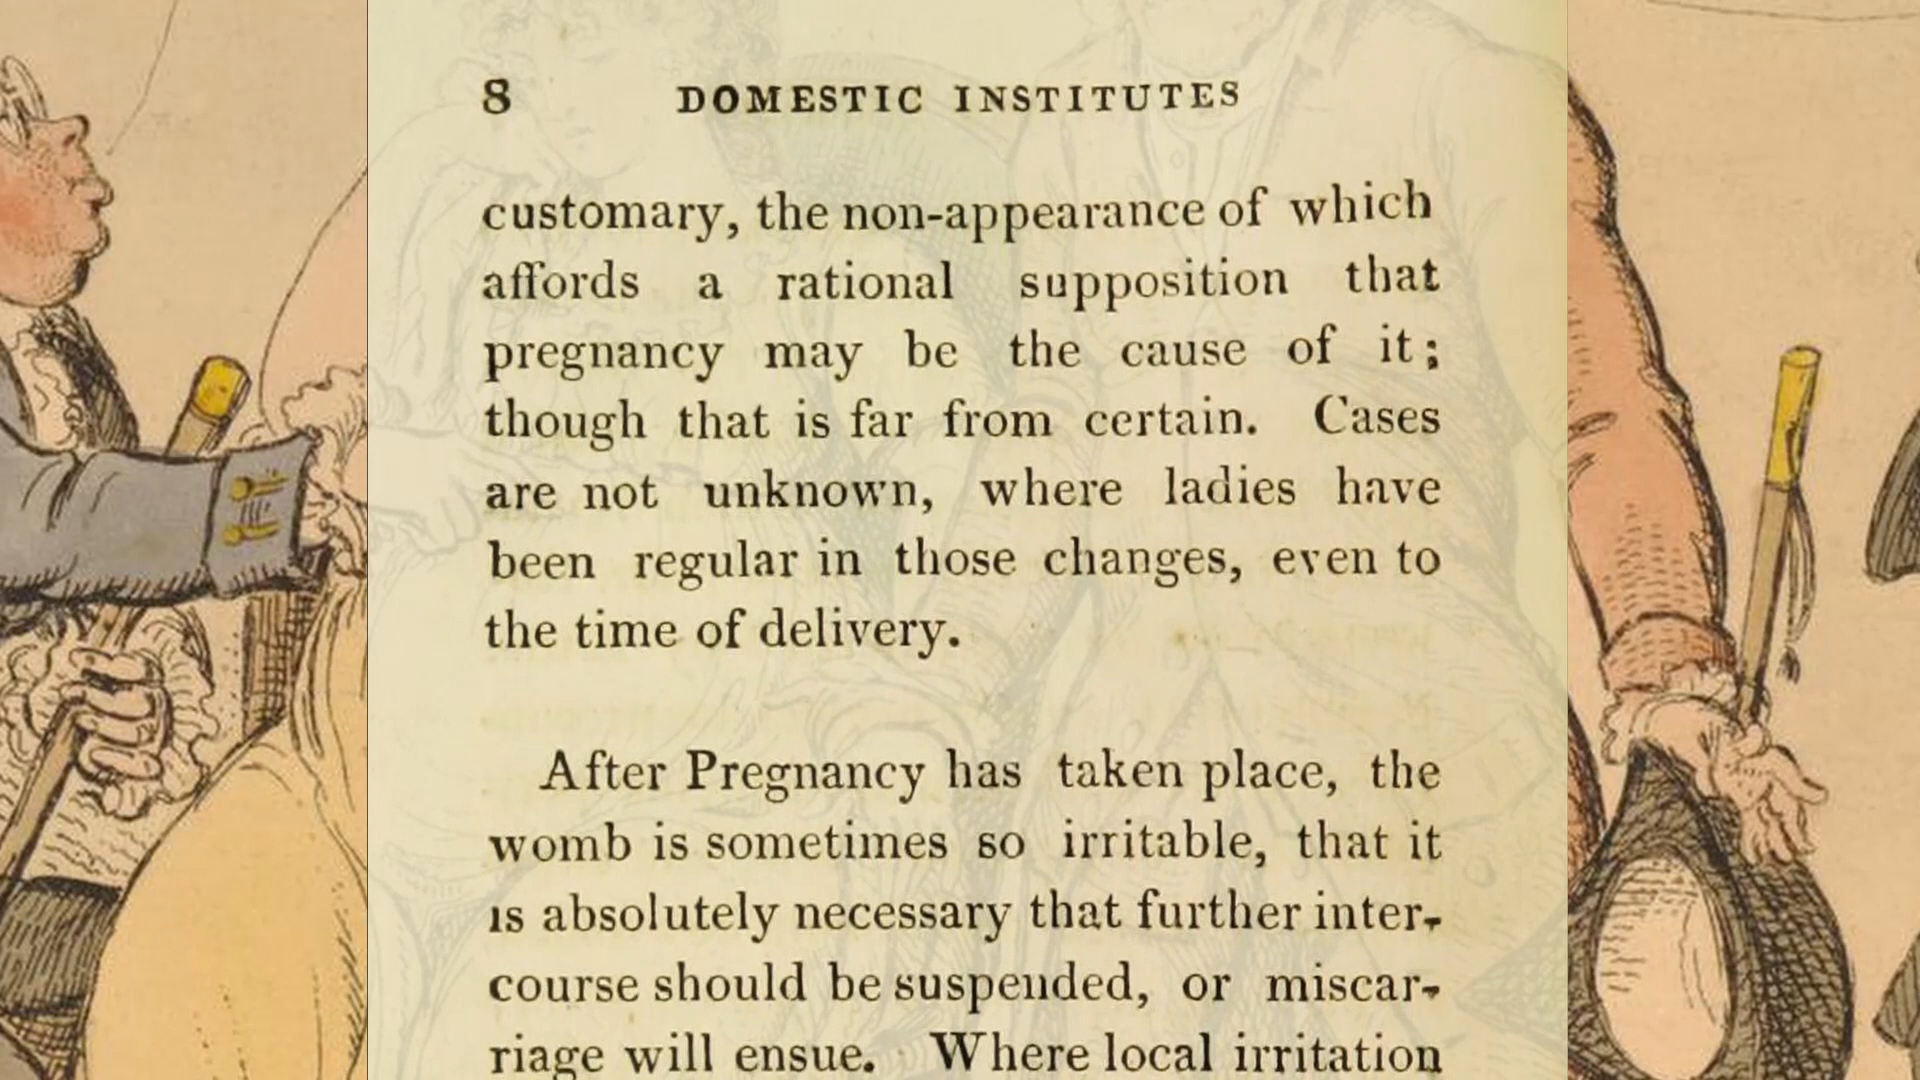 8 DOMESTIC INSTITUTES
customary, the non-appearance of which
affords a rational supposition that
pregnancy may be the cause of it;
though that is far from certain. Cases
are not unknown, where ladies have
been regular in those changes, even to
the time of delivery.
After Pregnancy has taken place, the
womb is sometimes so irritable, that it
is absolutely necessary that further inter-
course should be suspended, or miscar-
riage will ensue. Where local irritation